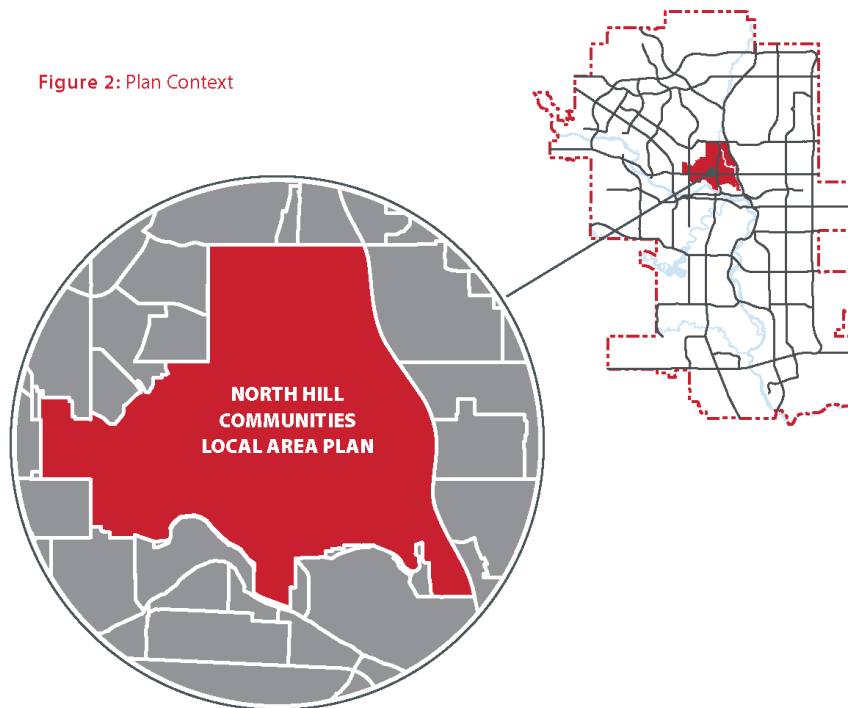 Figure 2: Plan Context
NORTH HILL
COMMUNITIES
LOCAL AREA PLAN